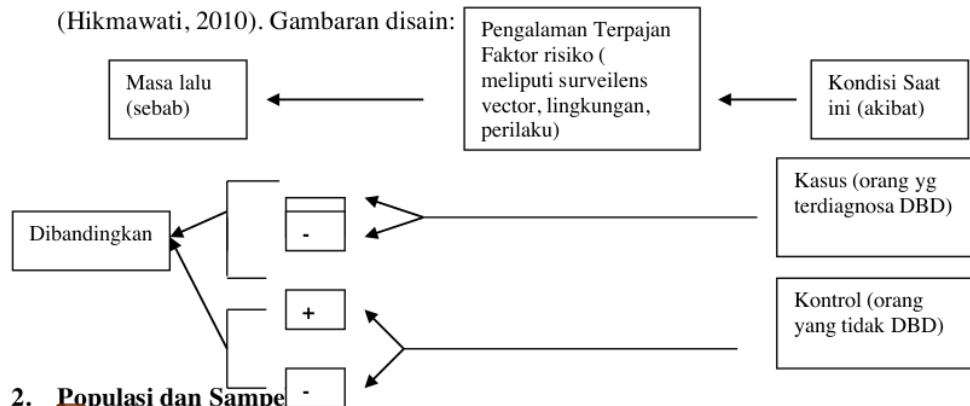 (Hikmawati, 2010). Gambaran disain:
Pengalaman Terpajan
Faktor risiko (
meliputi surveilens
vector, lingkungan,
perilaku)
Masa lalu
(sebab)
Kondisi Saat
ini (akibat)
Kasus (orang yg
terdiagnosa DBD)
Dibandingkan
-
+
Kontrol (orang
yang tidak DBD)
-
2. Populasi dan Sampe